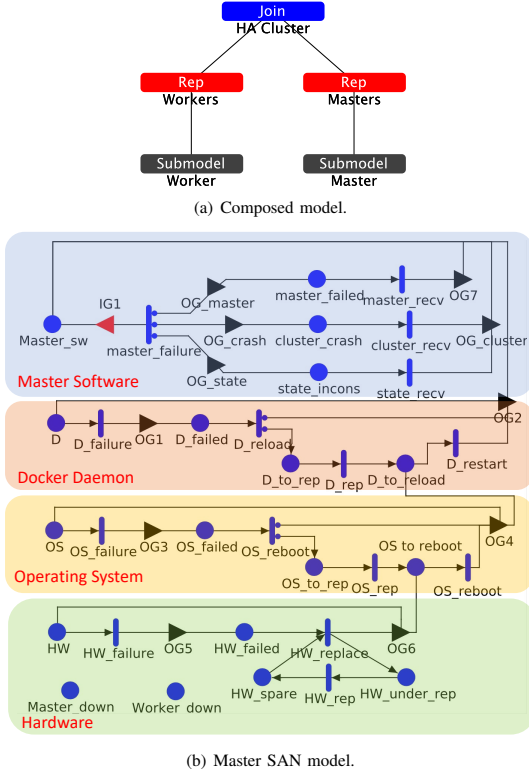 Join
HA Cluster
Rep
Workers
Rep
Masters
Submodel
Worker
Submodel
Master
(a) Composed model.
IG1
OG_master
master_failed
master_recv
OG7
Master_sw
master_failure
OG_crash
cluster_crash
cluster_recv
OG_cluster
OG_state
state_incons
state_recv
Master Software
OG2
D
D_failure
OG1
D_failed
D_reload
D_to_rep
D_rep
D_to_reload
D_restart
Docker Daemon
OS
OS_failure
OG3
OS_failed
OS_reboot
OS to reboot
OG4
OS_to_rep
OS_rep
OS_reboot
Operating System
HW
HW_failure
OG5
HW_failed
HW_replace
OG6
HW_spare
HW_rep
HW_under_rep
Master_down
Worker_down
Hardware
(b) Master SAN model.